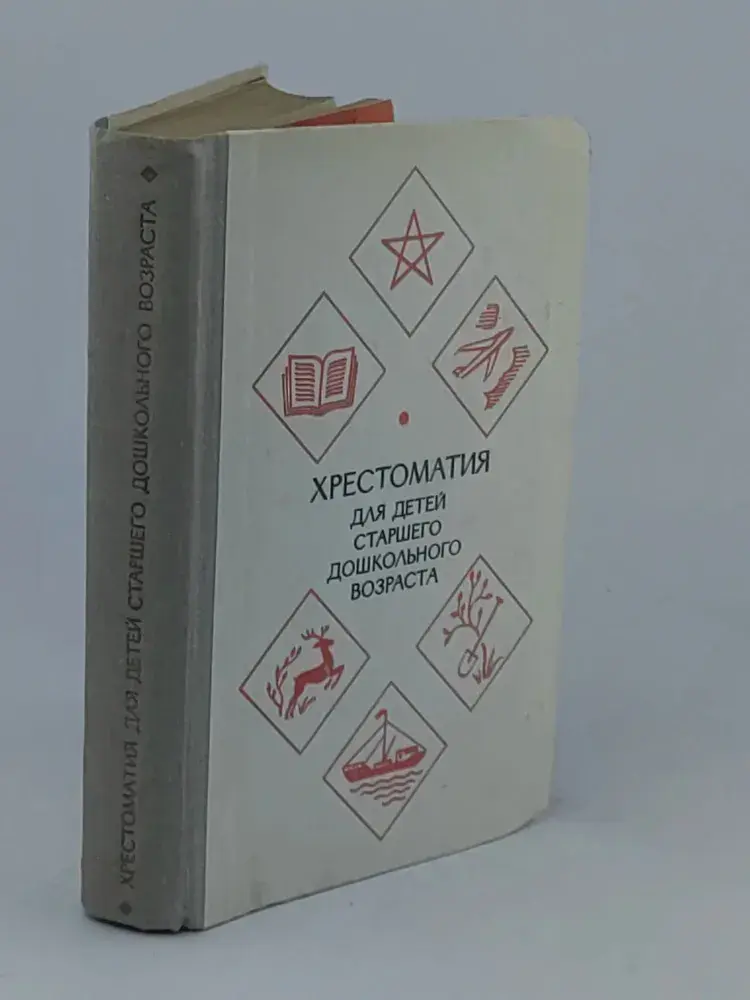 ХРЕСТОМАТИЯ ДЛЯ ДЕТЕЙ СТАРШЕГО ДОШКОЛЬНОГО ВОЗРАСТА
ХРЕСТОМАТИЯ
ДЛЯ ДЕТЕЙ
СТАРШЕГО
ДОШКОЛЬНОГО
ВОЗРАСТА